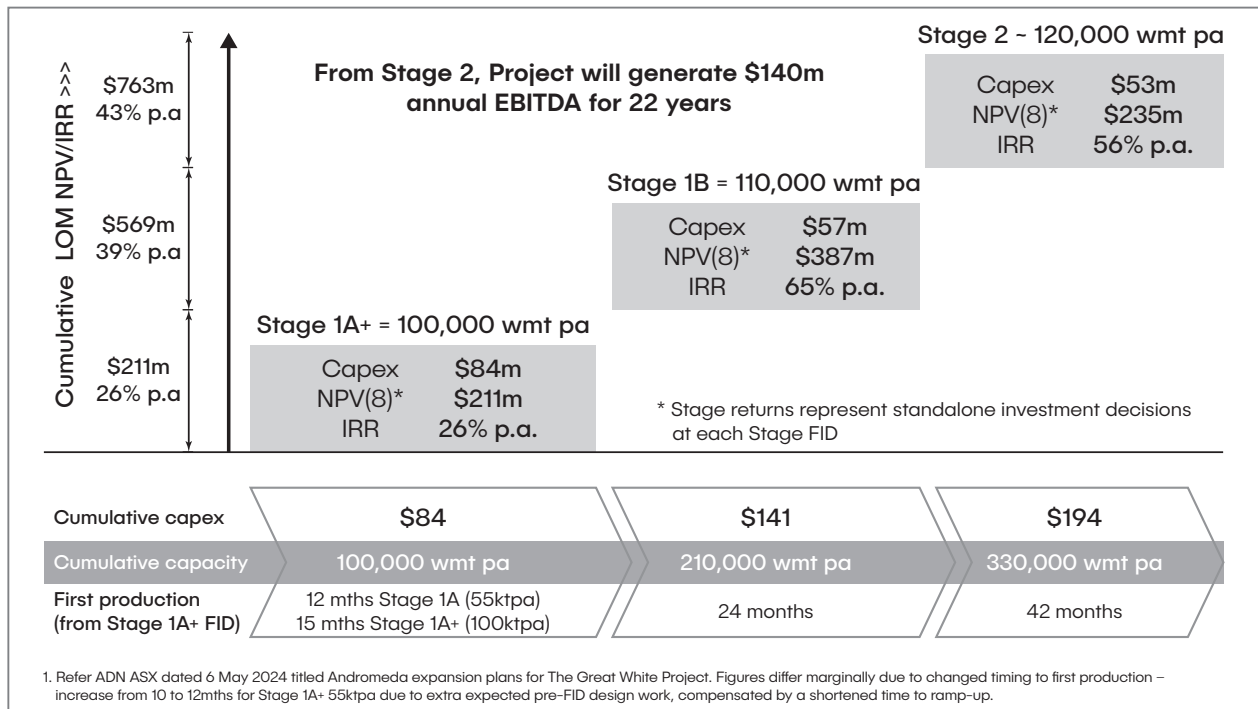 Cumulative LOM NPV/IRR >>>
$763m
43% p.a
$569m
39% p.a
$211m
26% p.a
From Stage 2, Project will generate $140m
annual EBITDA for 22 years
Stage 2 ~ 120,000 wmt pa
Capex $53m
NPV(8)* $235m
IRR 56% p.a.
Stage 1B = 110,000 wmt pa
Capex $57m
NPV(8)* $387m
IRR 65% p.a.
Stage 1A+ = 100,000 wmt pa
Capex $84m
NPV(8)* $211m
IRR 26% p.a.
* Stage returns represent standalone investment decisions
at each Stage FID
Cumulative capex $84 $141 $194
Cumulative capacity 100,000 wmt pa 210,000 wmt pa 330,000 wmt pa
First production
(from Stage 1A+ FID)
12 mths Stage 1A (55ktpa)
15 mths Stage 1A+ (100ktpa)
24 months
42 months
1. Refer ADN ASX dated 6 May 2024 titled Andromeda expansion plans for The Great White Project. Figures differ marginally due to changed timing to first production –
increase from 10 to 12mths for Stage 1A+ 55ktpa due to extra expected pre-FID design work, compensated by a shortened time to ramp-up.